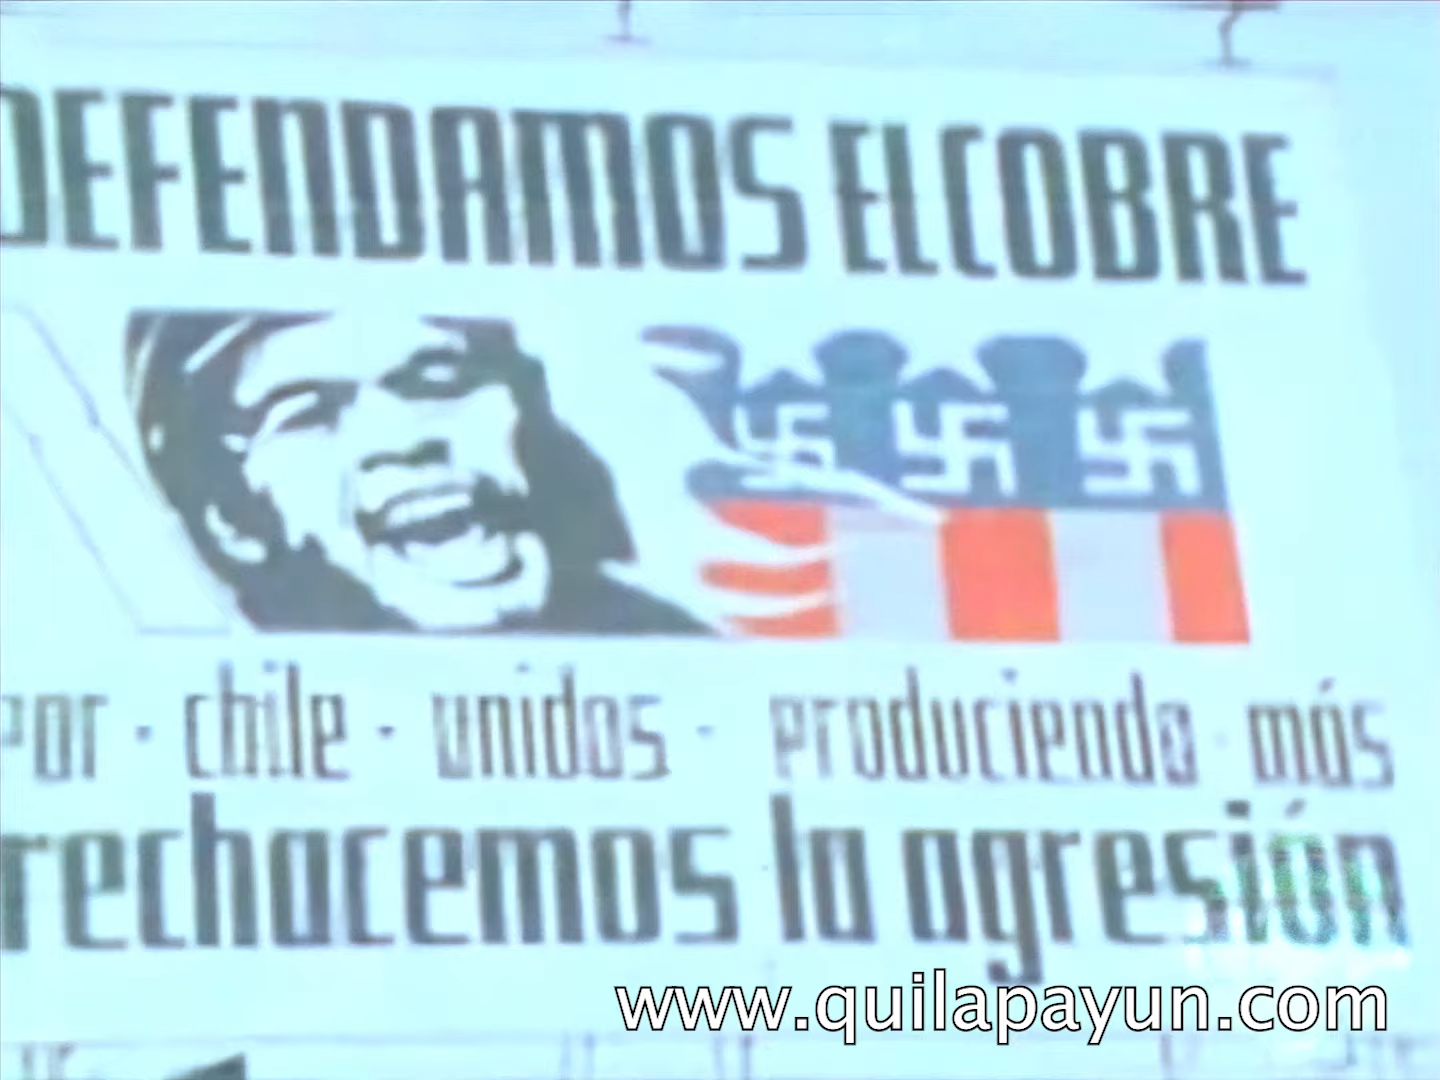 DEFENDAMOS EL COBRE
por · chile · unidos · produciendo · más
rechacemos la agresión
www.quilapayun.com